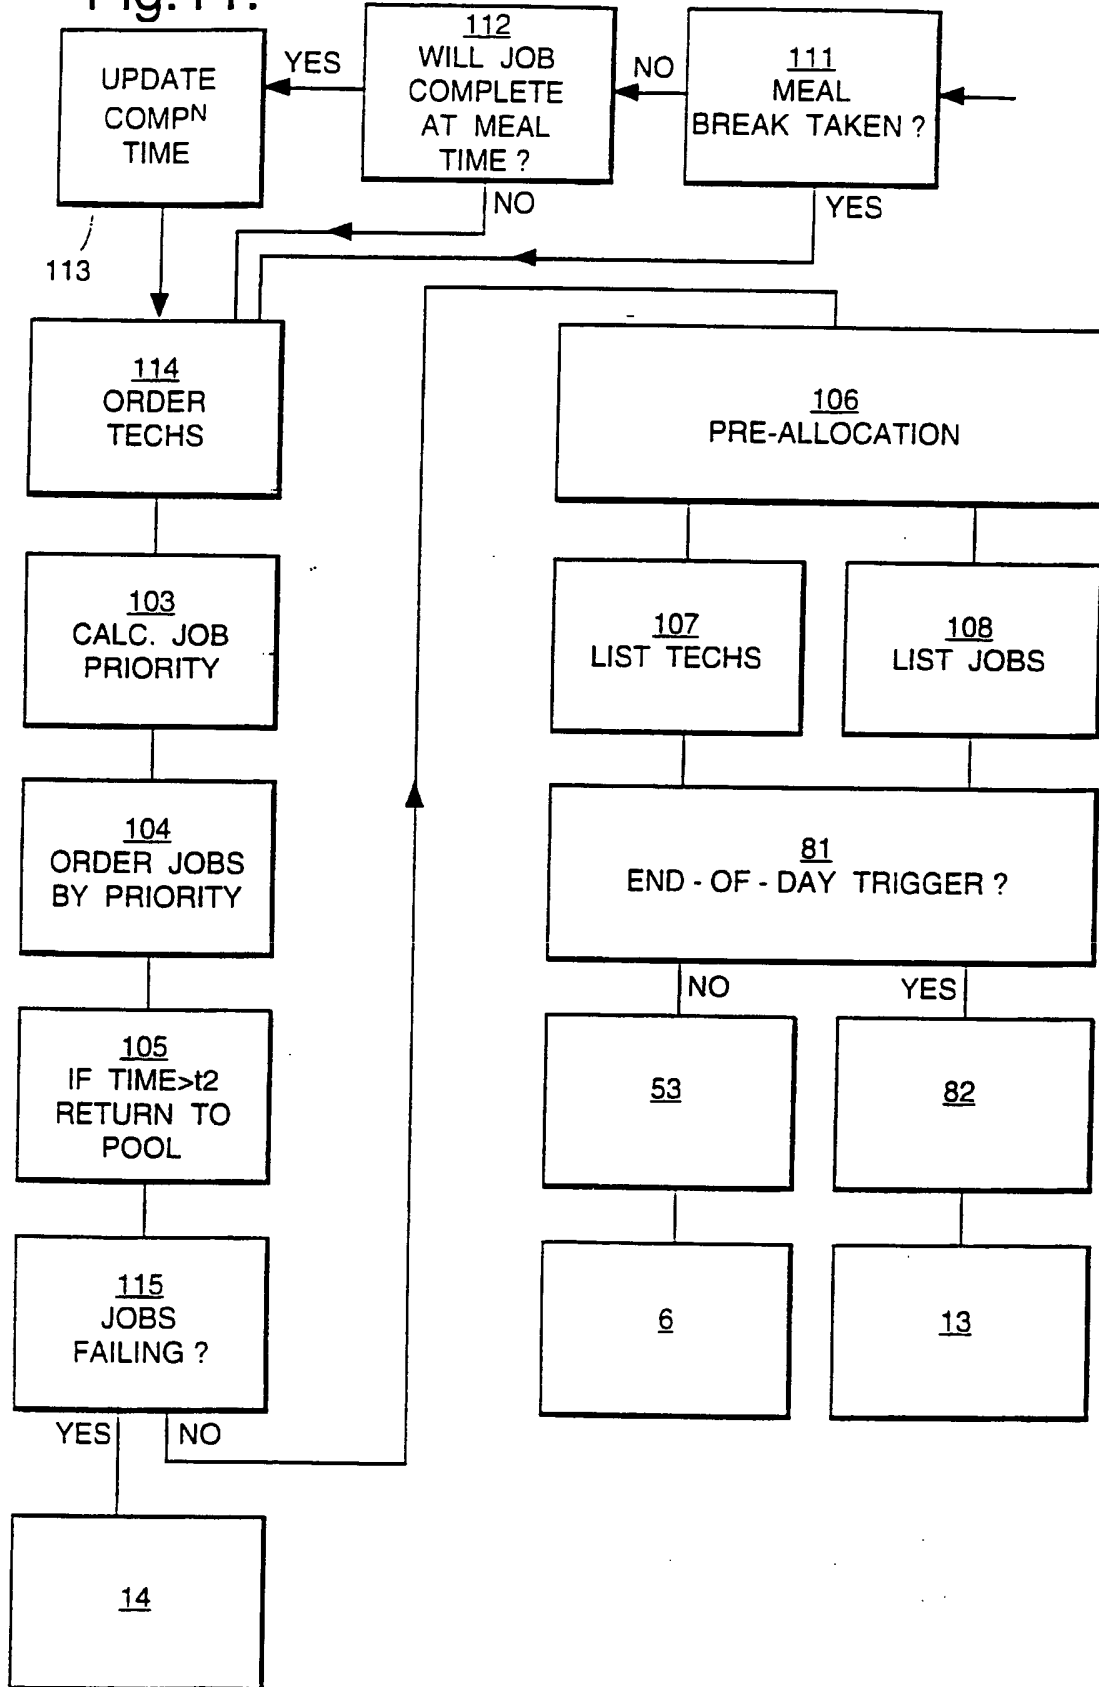 Fig.11.
UPDATE
COMPN
TIME
113
YES
112
WILL JOB
COMPLETE
AT MEAL
TIME ?
NO
NO
111
MEAL
BREAK TAKEN ?
YES
114
ORDER
TECHS
103
CALC. JOB
PRIORITY
104
ORDER JOBS
BY PRIORITY
105
IF TIME>t2
RETURN TO
POOL
115
JOBS
FAILING ?
YES
NO
14
106
PRE-ALLOCATION
107
LIST TECHS
108
LIST JOBS
81
END - OF - DAY TRIGGER ?
NO
YES
53
82
6
13